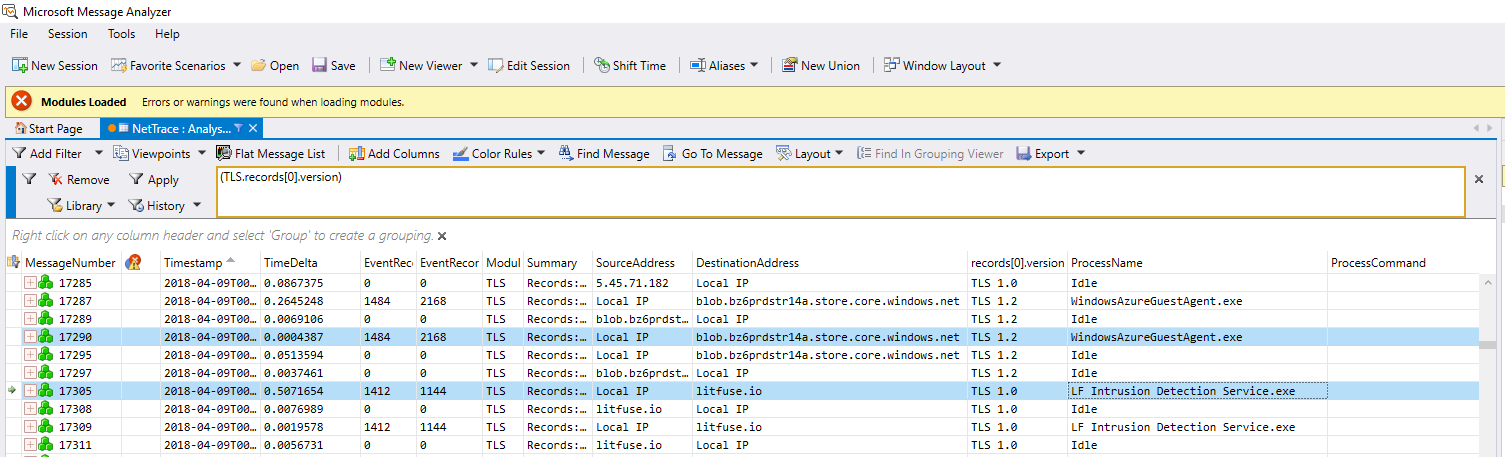 Microsoft Message Analyzer
File Session Tools Help
New Session Favorite Scenarios Open Save New Viewer Edit Session Shift Time Aliases New Union Window Layout
Modules Loaded Errors or warnings were found when loading modules.
Start Page NetTrace : Analys...
Add Filter Viewpoints Flat Message List Add Columns Color Rules Find Message Go To Message Layout Find In Grouping Viewer Export
Remove Apply (TLS.records[0].version)
Library History
Right click on any column header and select 'Group' to create a grouping.
MessageNumber Timestamp TimeDelta EventRec EventRecor Modul Summary SourceAddress DestinationAddress records[0].version ProcessName ProcessCommand
17285 2018-04-09T00... 0.0867375 0 0 TLS Records:... 5.45.71.182 Local IP TLS 1.0 Idle
17287 2018-04-09T00... 0.2645248 1484 2168 TLS Records:... Local IP blob.bz6prdstr14a.store.core.windows.net TLS 1.2 WindowsAzureGuestAgent.exe
17289 2018-04-09T00... 0.0069106 0 0 TLS Records:... blob.bz6prdst... Local IP TLS 1.2 Idle
17290 2018-04-09T00... 0.0004387 1484 2168 TLS Records:... Local IP blob.bz6prdstr14a.store.core.windows.net TLS 1.2 WindowsAzureGuestAgent.exe
17295 2018-04-09T00... 0.0513594 0 0 TLS Records:... Local IP blob.bz6prdstr14a.store.core.windows.net TLS 1.2 Idle
17297 2018-04-09T00... 0.0037461 0 0 TLS Records:... blob.bz6prdst... Local IP TLS 1.2 Idle
17305 2018-04-09T00... 0.5071654 1412 1144 TLS Records:... Local IP litfuse.io TLS 1.0 LF Intrusion Detection Service.exe
17308 2018-04-09T00... 0.0076989 0 0 TLS Records:... litfuse.io Local IP TLS 1.0 Idle
17309 2018-04-09T00... 0.0019578 1412 1144 TLS Records:... Local IP litfuse.io TLS 1.0 LF Intrusion Detection Service.exe
17311 2018-04-09T00... 0.0056731 0 0 TLS Records:... litfuse.io Local IP TLS 1.0 Idle